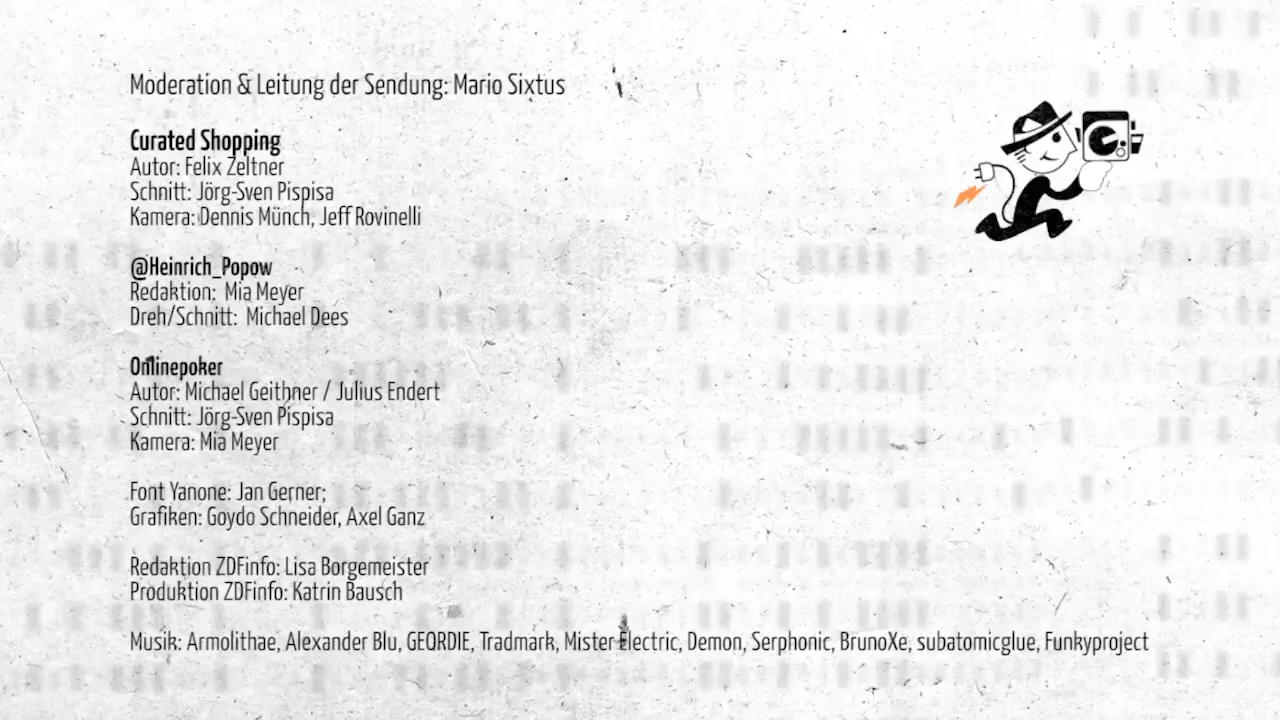 Moderation & Leitung der Sendung: Mario Sixtus
Curated Shopping
Autor: Felix Zeltner
Schnitt: Jörg-Sven Pispisa
Kamera: Dennis Münch, Jeff Rovinelli
@Heinrich_Popow
Redaktion: Mia Meyer
Dreh/Schnitt: Michael Dees
Onlinepoker
Autor: Michael Geithner / Julius Endert
Schnitt: Jörg-Sven Pispisa
Kamera: Mia Meyer
Font Yanone: Jan Gerner;
Grafiken: Goydo Schneider, Axel Ganz
Redaktion ZDFinfo: Lisa Borgemeister
Produktion ZDFinfo: Katrin Bausch
Musik: Armolithae, Alexander Blu, GEORDIE, Tradmark, Mister Electric, Demon, Serphonic, BrunoXe, subatomicglue, Funkyproject